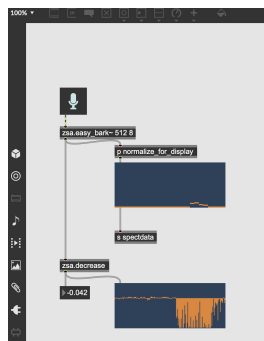 100%
zsa.easy_bark~ 512 8
p normalize_for_display
s spectdata
zsa.decrease
-0.042